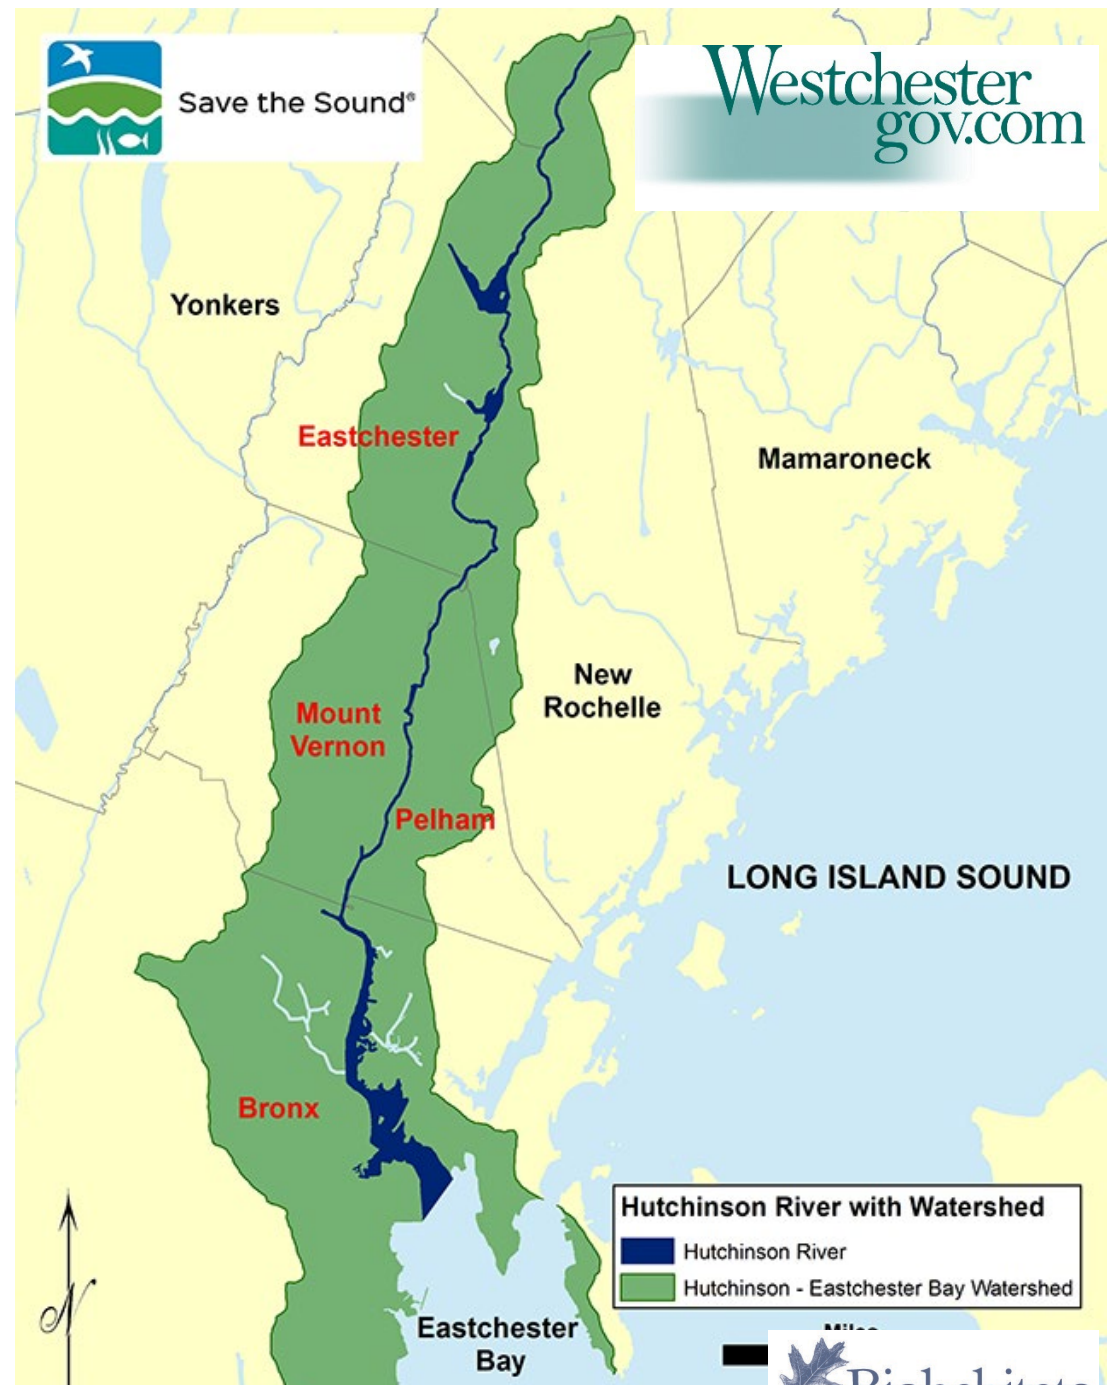 Save the Sound®
Westchester
gov.com
Yonkers
Eastchester
Mamaroneck
New
Rochelle
Mount
Vernon
Pelham
LONG ISLAND SOUND
Bronx
Hutchinson River with Watershed
Hutchinson River
Hutchinson - Eastchester Bay Watershed
N
Eastchester
Bay
Miles